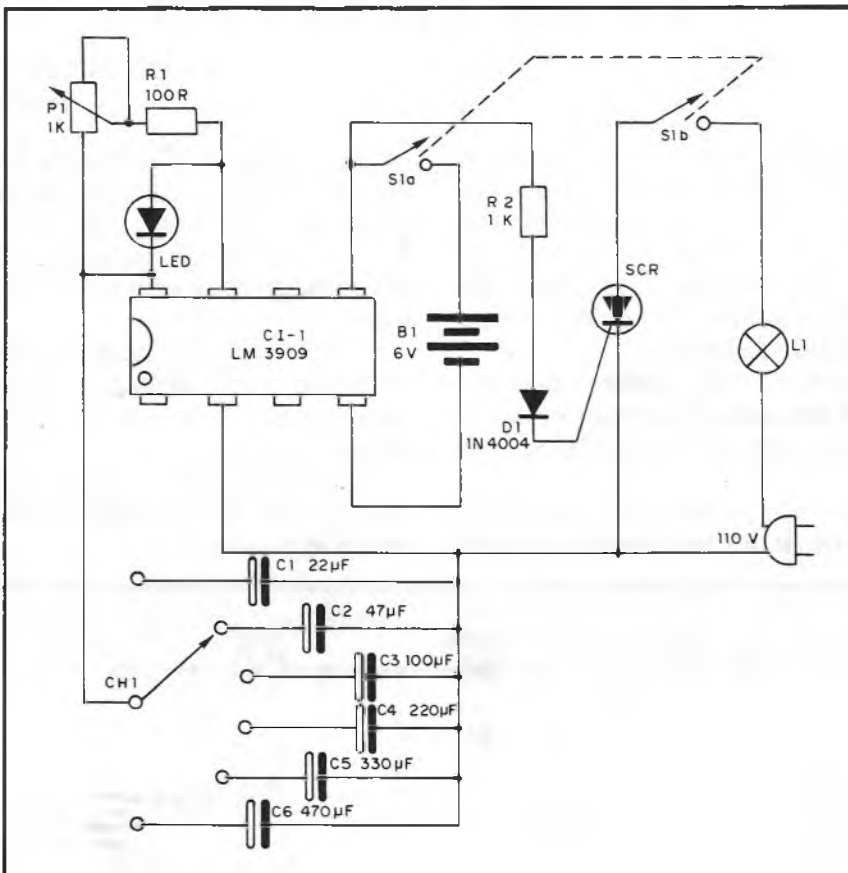 R1
100R
P1
1K
S1b
S1a
R2
1K
LED
SCR
CI-1
LM 3909
B1
6V
L1
D1
1N4004
110 V
C1 22µF
C2 47µF
C3 100µF
CH1
C4 220µF
C5 330µF
C6 470µF